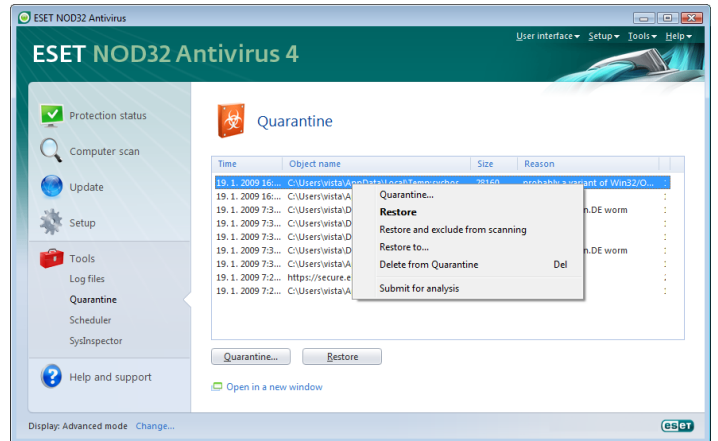 ESET NOD32 Antivirus
User interface Setup Tools Help
ESET NOD32 Antivirus 4
Protection status
Computer scan
Update
Setup
Tools
Log files
Quarantine
Scheduler
SysInspector
Help and support
Quarantine
Time Object name Size Reason
19. 1. 2009 16:... C:\Users\vista\AppData\Local\Temp 28160 probably a variant of Win32/O...
19. 1. 2009 16:... C:\Users\vista\A
19. 1. 2009 7:3... C:\Users\vista\D n.DE worm
19. 1. 2009 7:3... C:\Users\vista\D
19. 1. 2009 7:3... C:\Users\vista\D
19. 1. 2009 7:3... C:\Users\vista\D n.DE worm
19. 1. 2009 7:3... C:\Users\vista\A
19. 1. 2009 7:2... https://secure.e
19. 1. 2009 7:2... C:\Users\vista\A
Quarantine...
Restore
Restore and exclude from scanning
Restore to...
Delete from Quarantine Del
Submit for analysis
Quarantine... Restore
Open in a new window
Display: Advanced mode Change...
eseT